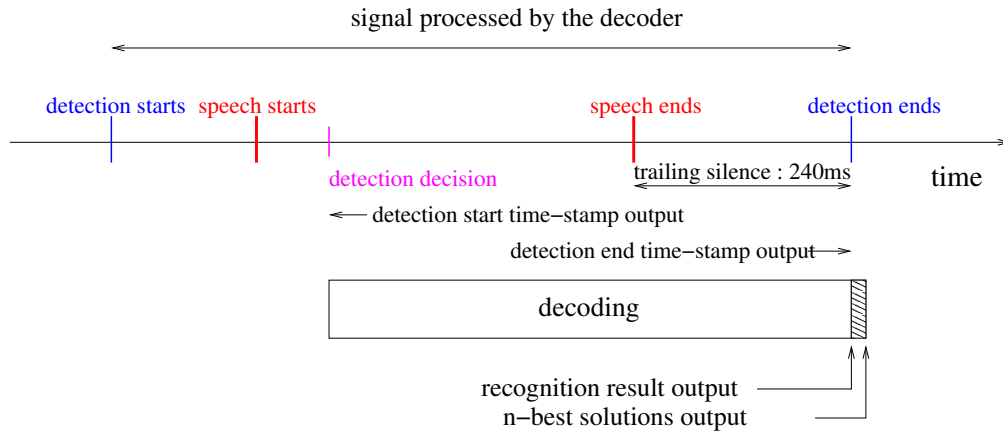 signal processed by the decoder
detection starts
speech starts
speech ends
detection ends
detection decision
trailing silence : 240ms
time
detection start time−stamp output
detection end time−stamp output
decoding
recognition result output
n−best solutions output